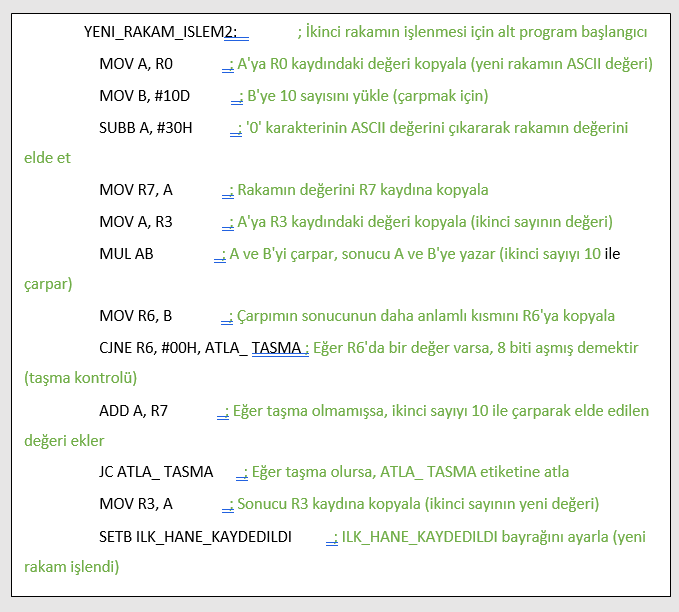 YENI_RAKAM_ISLEM2: ; İkinci rakamın işlenmesi için alt program başlangıcı
MOV A, R0 ; A'ya R0 kaydındaki değeri kopyala (yeni rakamın ASCII değeri)
MOV B, #10D ; B'ye 10 sayısını yükle (çarpmak için)
SUBB A, #30H ; '0' karakterinin ASCII değerini çıkararak rakamın değerini
elde et
MOV R7, A ; Rakamın değerini R7 kaydına kopyala
MOV A, R3 ; A'ya R3 kaydındaki değeri kopyala (ikinci sayının değeri)
MUL AB ; A ve B'yi çarpar, sonucu A ve B'ye yazar (ikinci sayıyı 10 ile
çarpar)
MOV R6, B ; Çarpımın sonucunun daha anlamlı kısmını R6'ya kopyala
CJNE R6, #00H, ATLA_ TASMA ; Eğer R6'da bir değer varsa, 8 biti aşmış demektir
(taşma kontrolü)
ADD A, R7 ; Eğer taşma olmamışsa, ikinci sayıyı 10 ile çarparak elde edilen
değeri ekler
JC ATLA_ TASMA ; Eğer taşma olursa, ATLA_ TASMA etiketine atla
MOV R3, A ; Sonucu R3 kaydına kopyala (ikinci sayının yeni değeri)
SETB ILK_HANE_KAYDEDILDI ; ILK_HANE_KAYDEDILDI bayrağını ayarla (yeni
rakam işlendi)